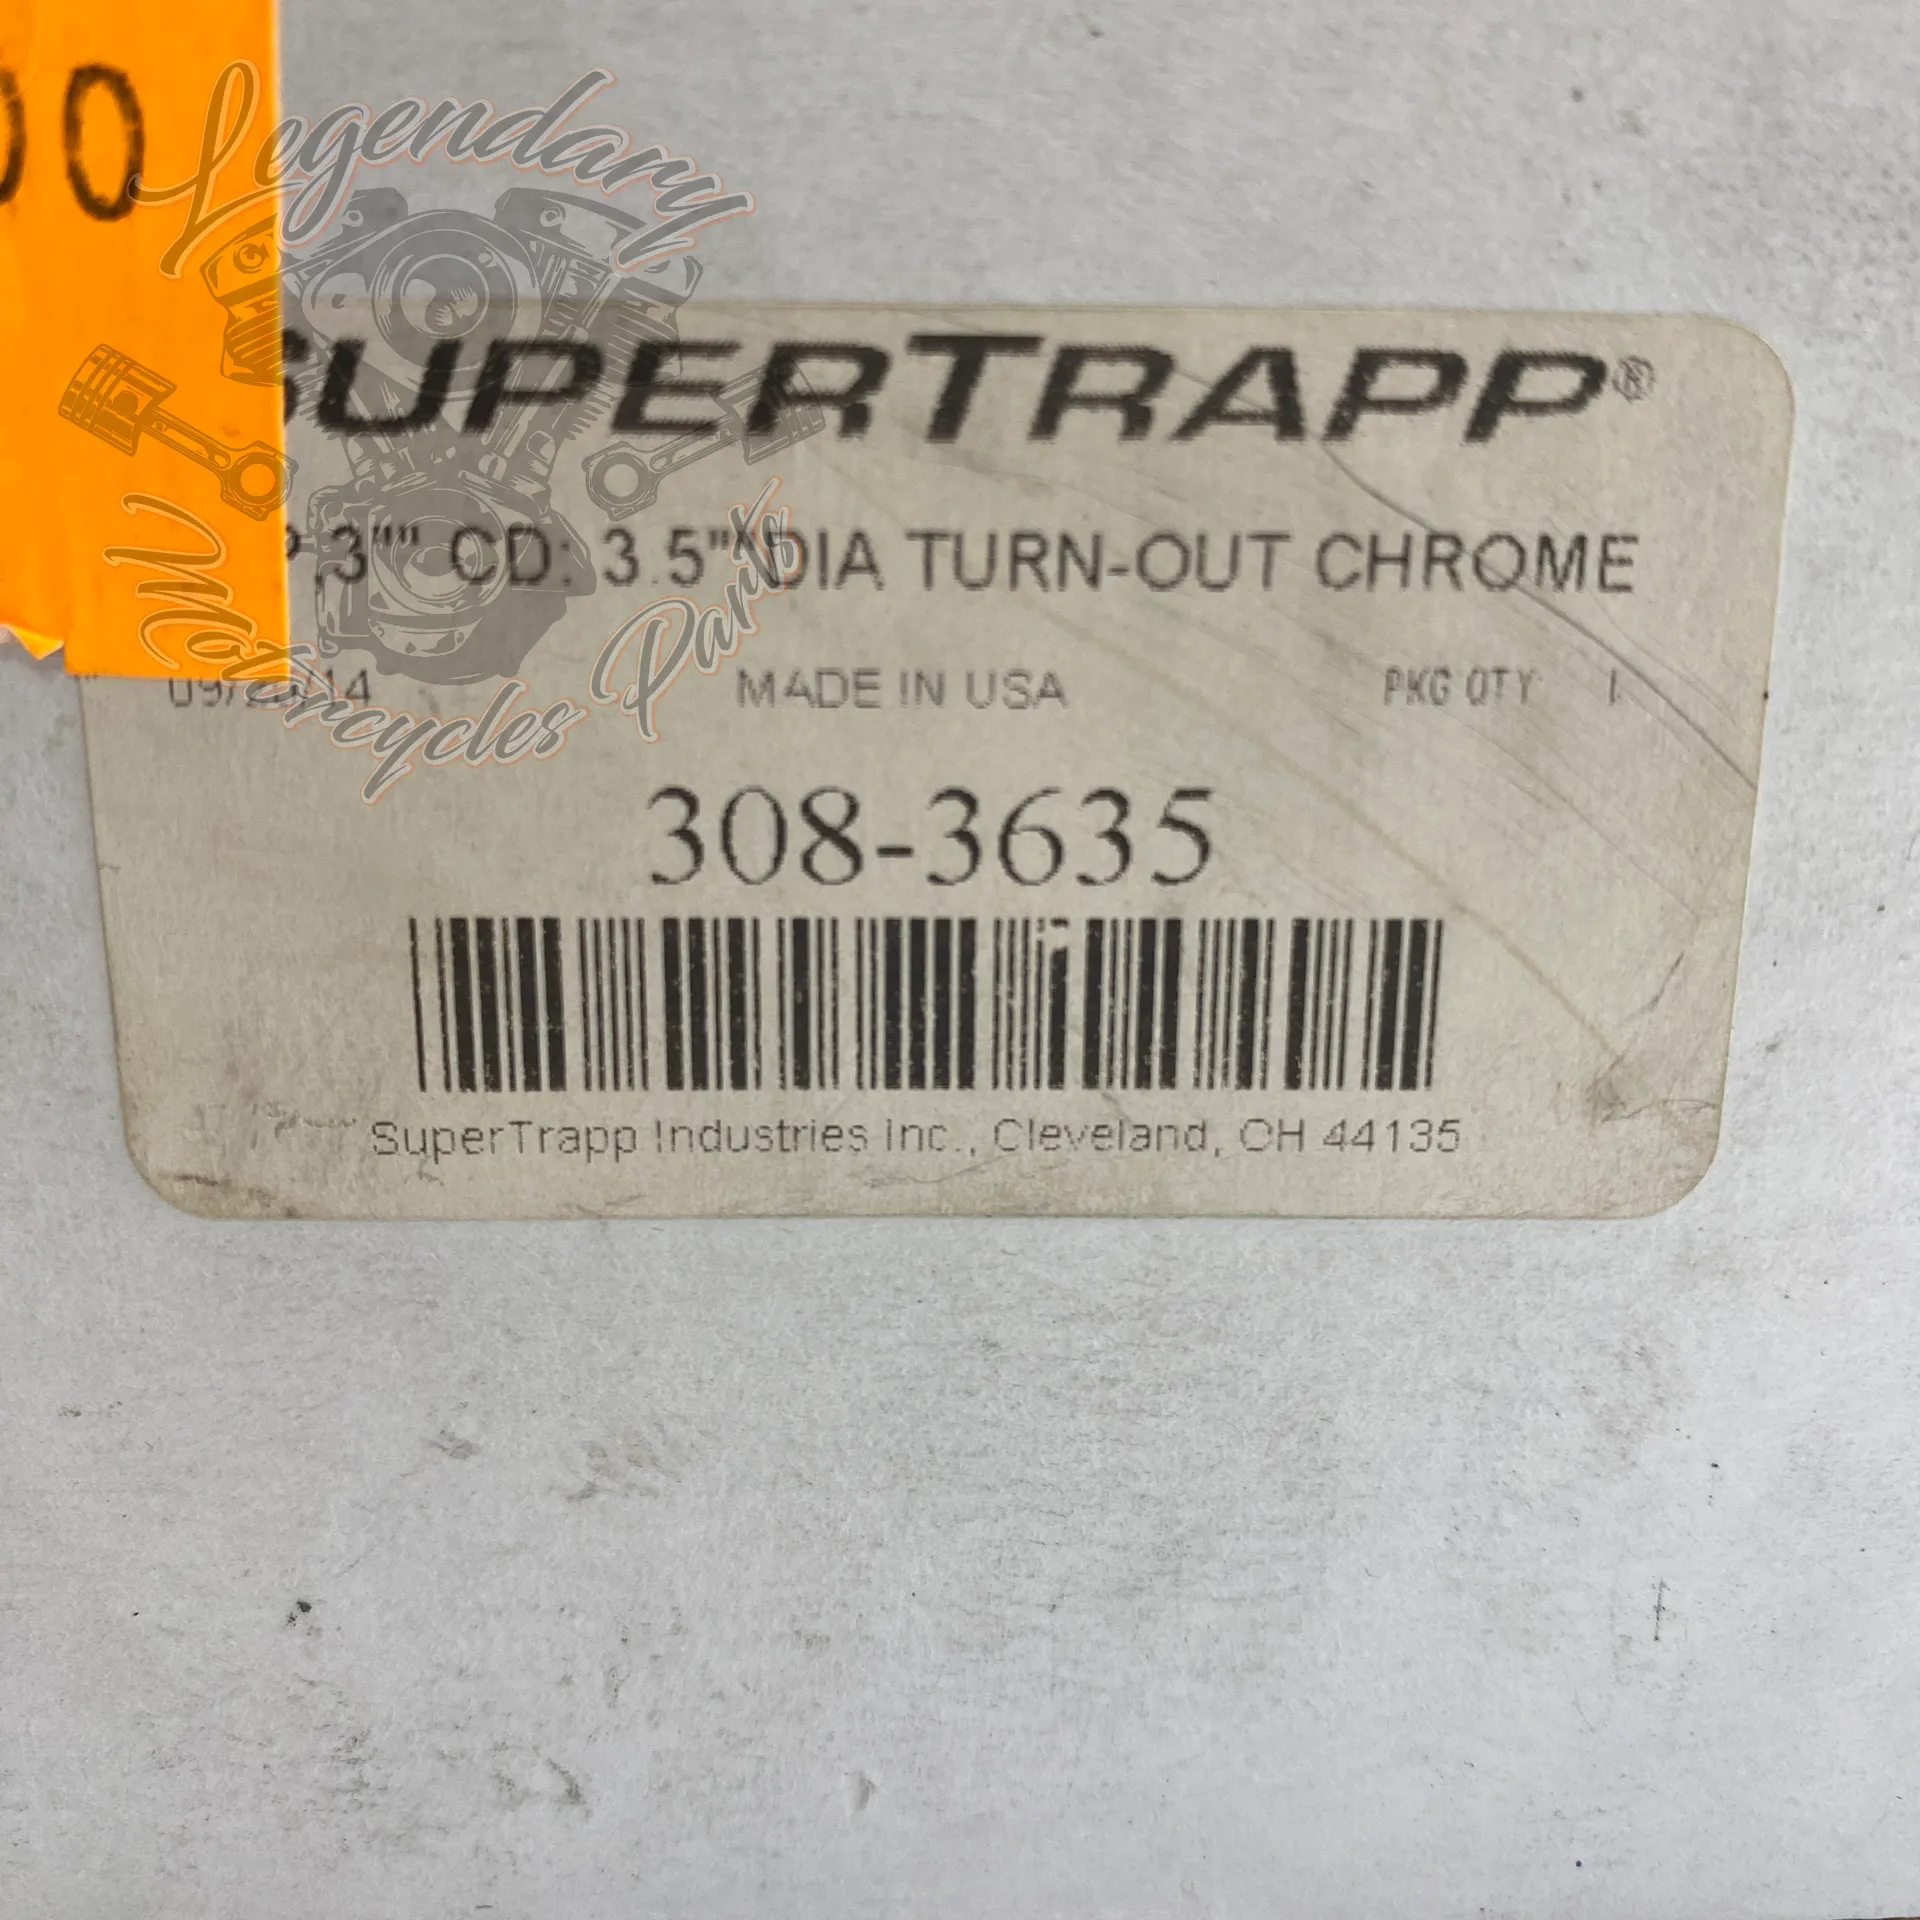 00
Legendary
Motorcycles Parts
SUPERTRAPP®
P,3"" CD: 3.5" DIA TURN-OUT CHROME
MADE IN USA PKG QTY 1
308-3635
SuperTrapp Industries Inc., Cleveland, OH 44135